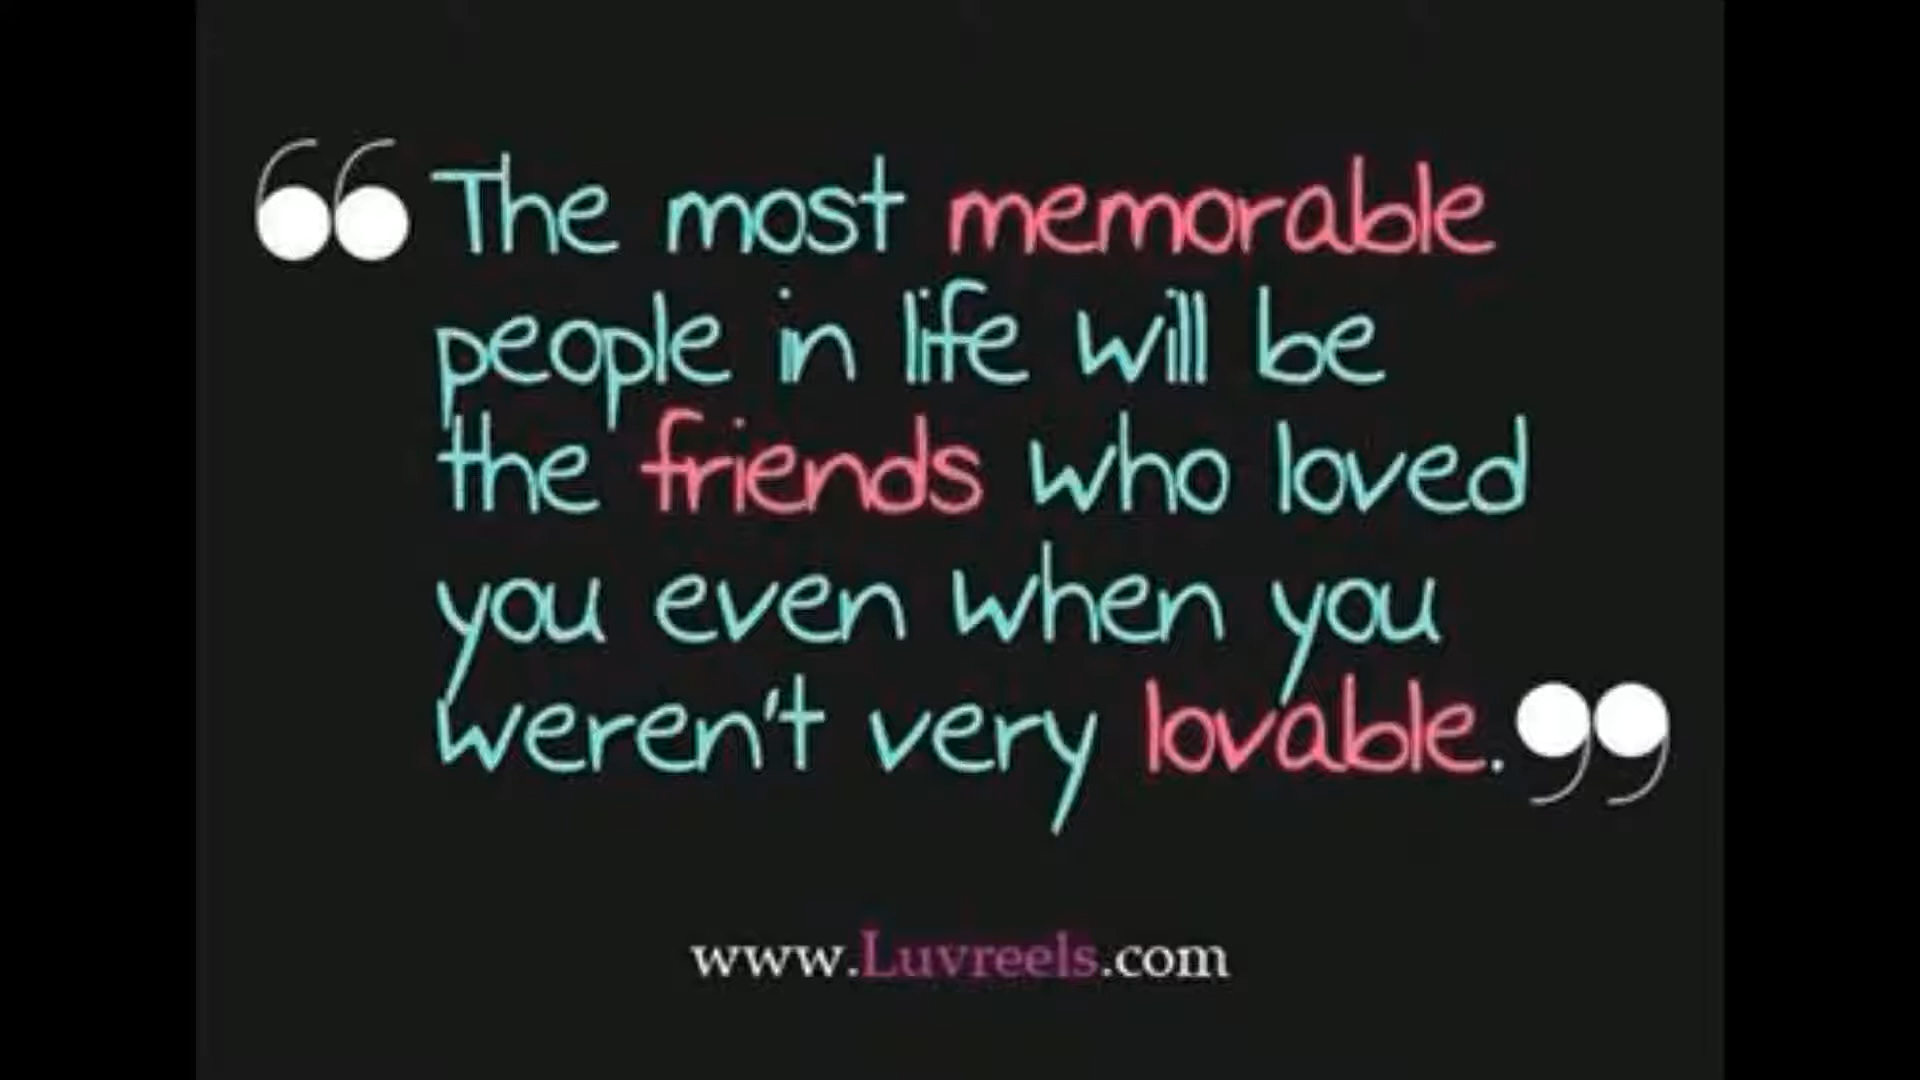 “The most memorable
people in life will be
the friends who loved
you even when you
weren't very lovable.”
www.Luvreels.com